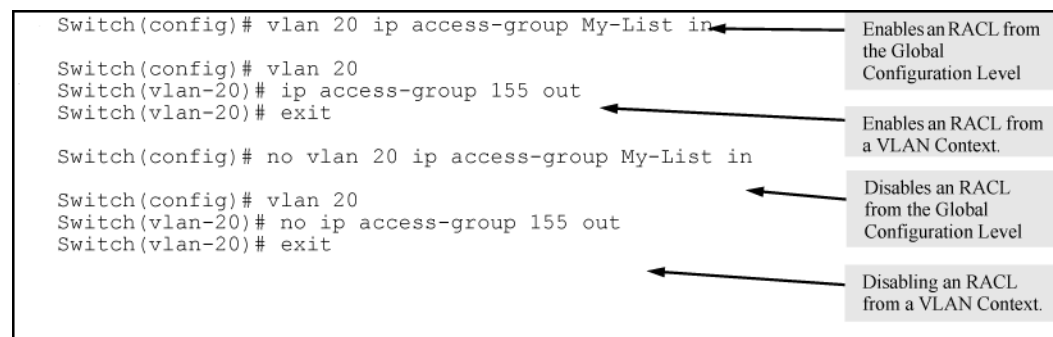 Switch(config)# vlan 20 ip access-group My-List in
Enables an RACL from
the Global
Configuration Level
Switch(config)# vlan 20
Switch(vlan-20)# ip access-group 155 out
Switch(vlan-20)# exit
Enables an RACL from
a VLAN Context.
Switch(config)# no vlan 20 ip access-group My-List in
Disables an RACL
from the Global
Configuration Level
Switch(config)# vlan 20
Switch(vlan-20)# no ip access-group 155 out
Switch(vlan-20)# exit
Disabling an RACL
from a VLAN Context.